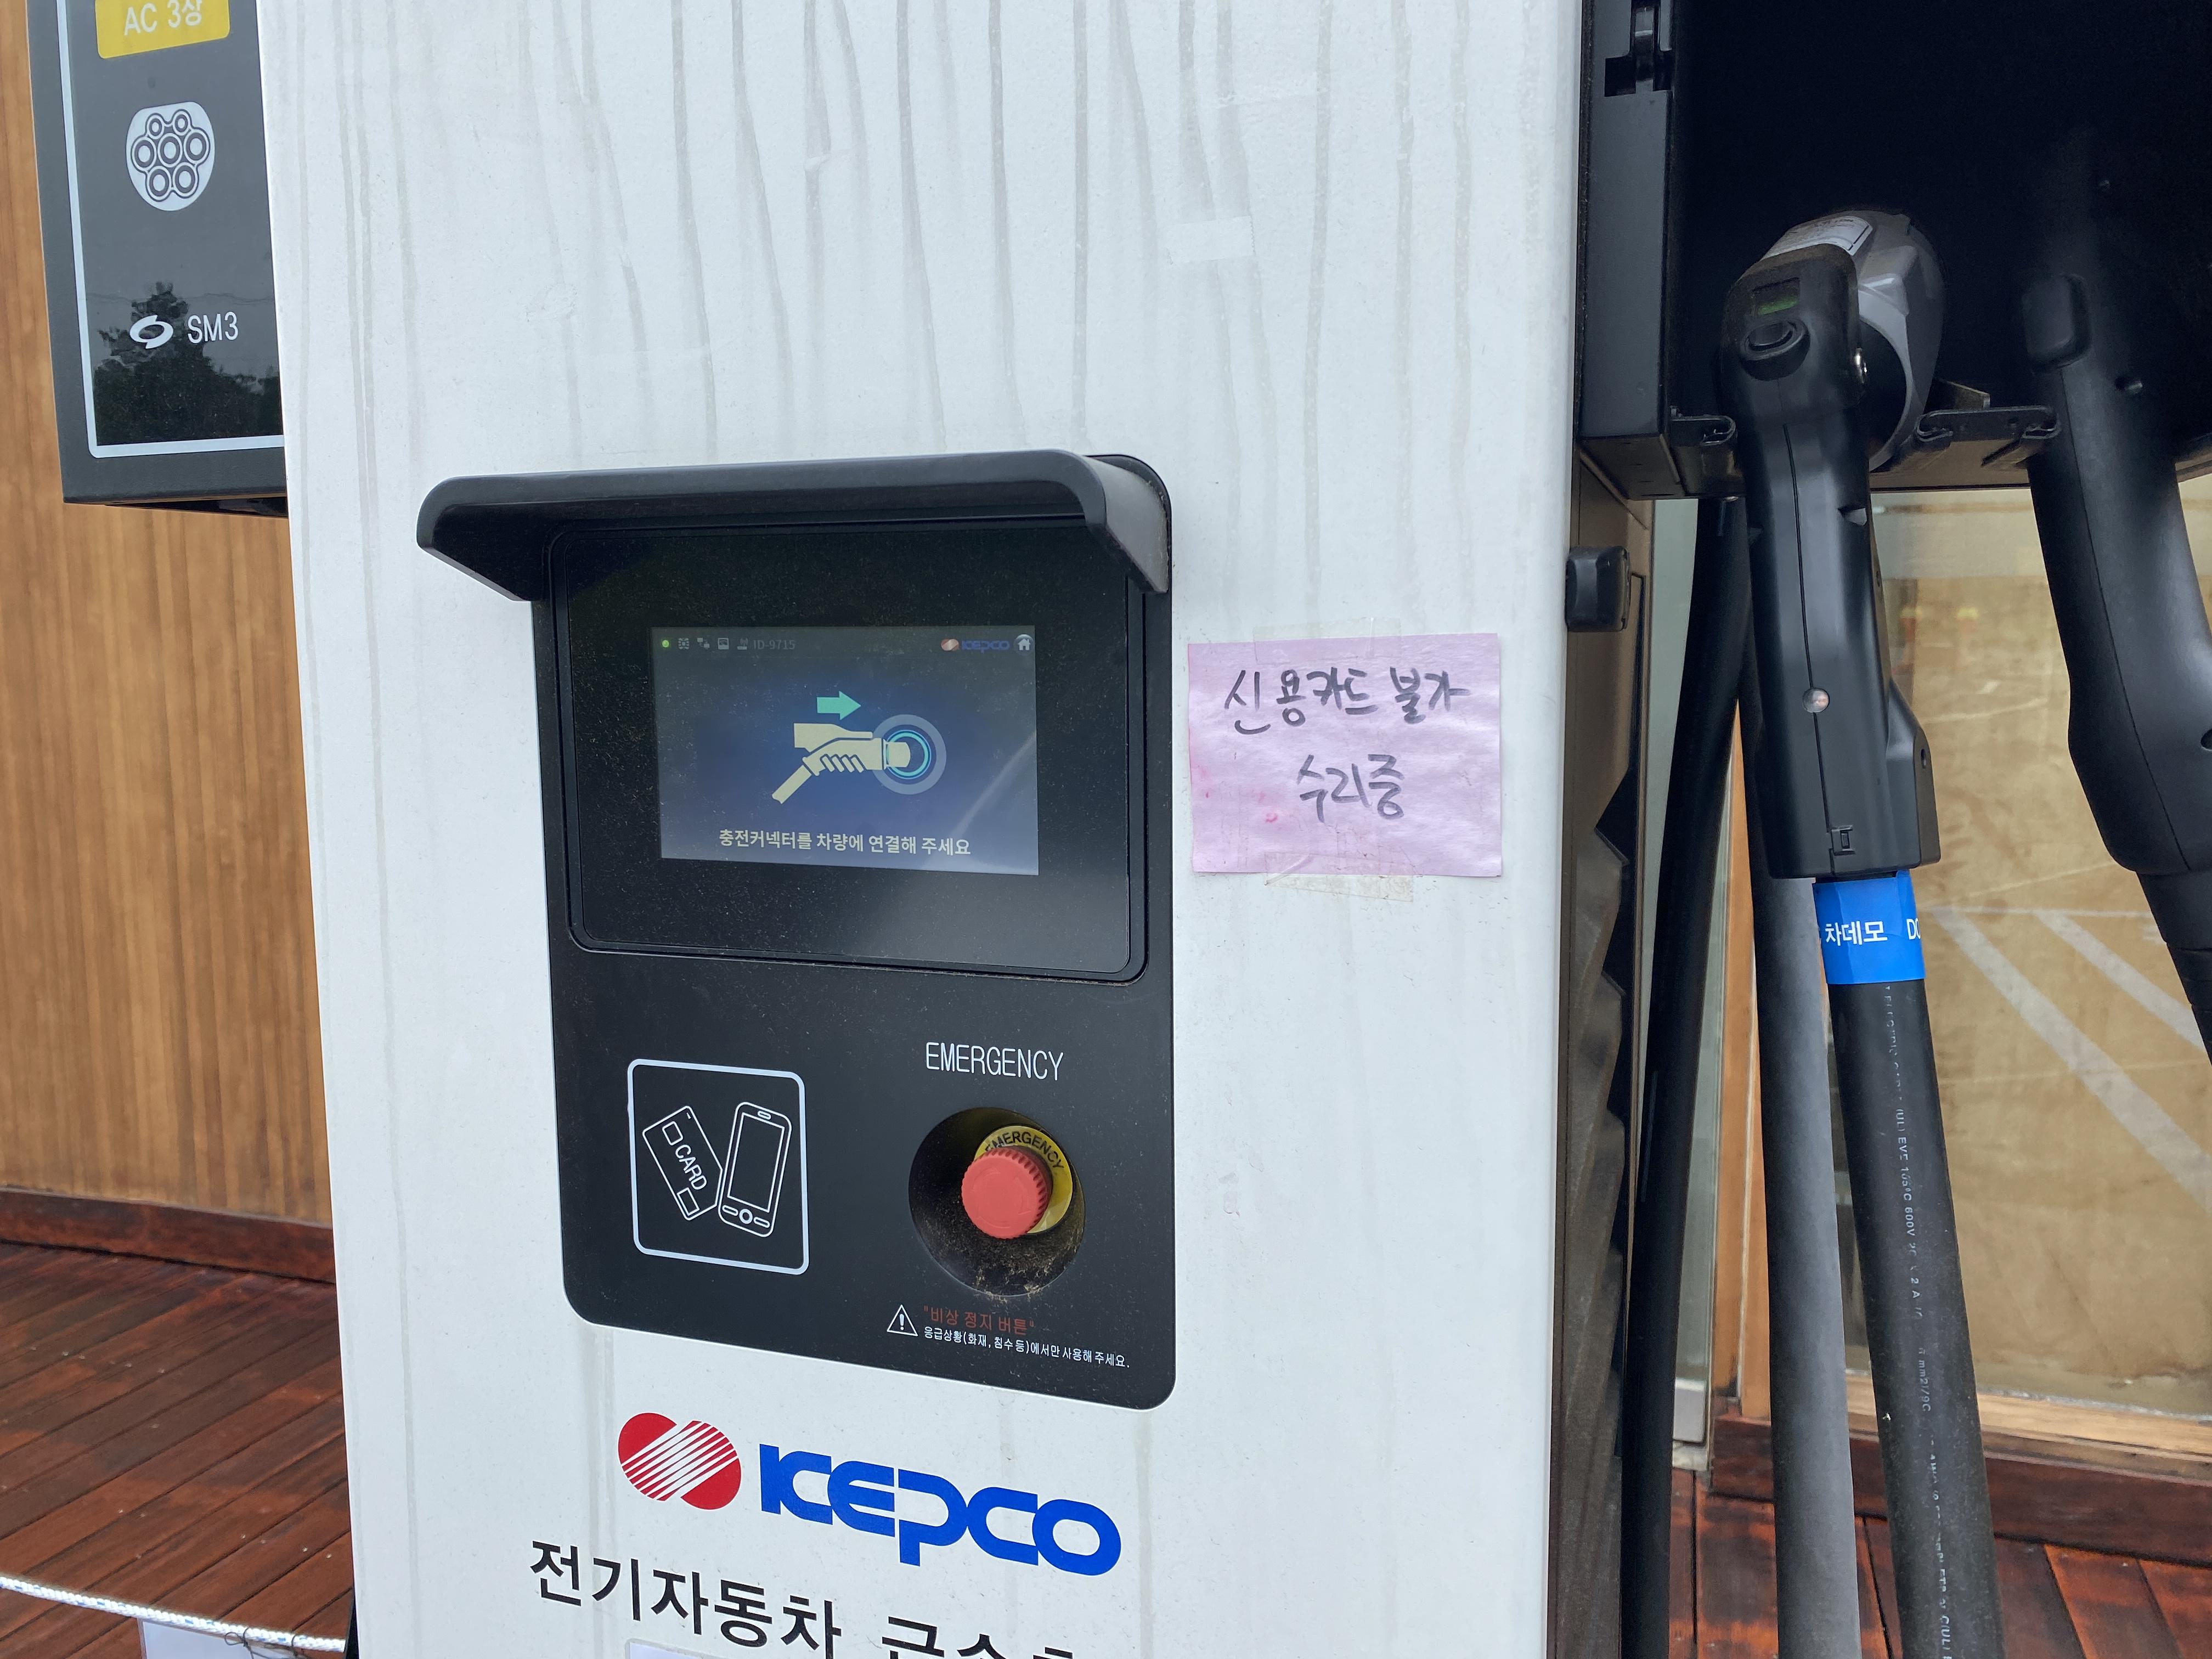 AC 3상
SM3
ID-9715
KEPCO
충전커넥터를 차량에 연결해 주세요
신용카드 불가
수리중
차데모 DC
EMERGENCY
EMERGENCY
CARD
"비상 정지 버튼"
응급상황(화재, 침수 등)에서만 사용해 주세요.
KEPCO
전기자동차